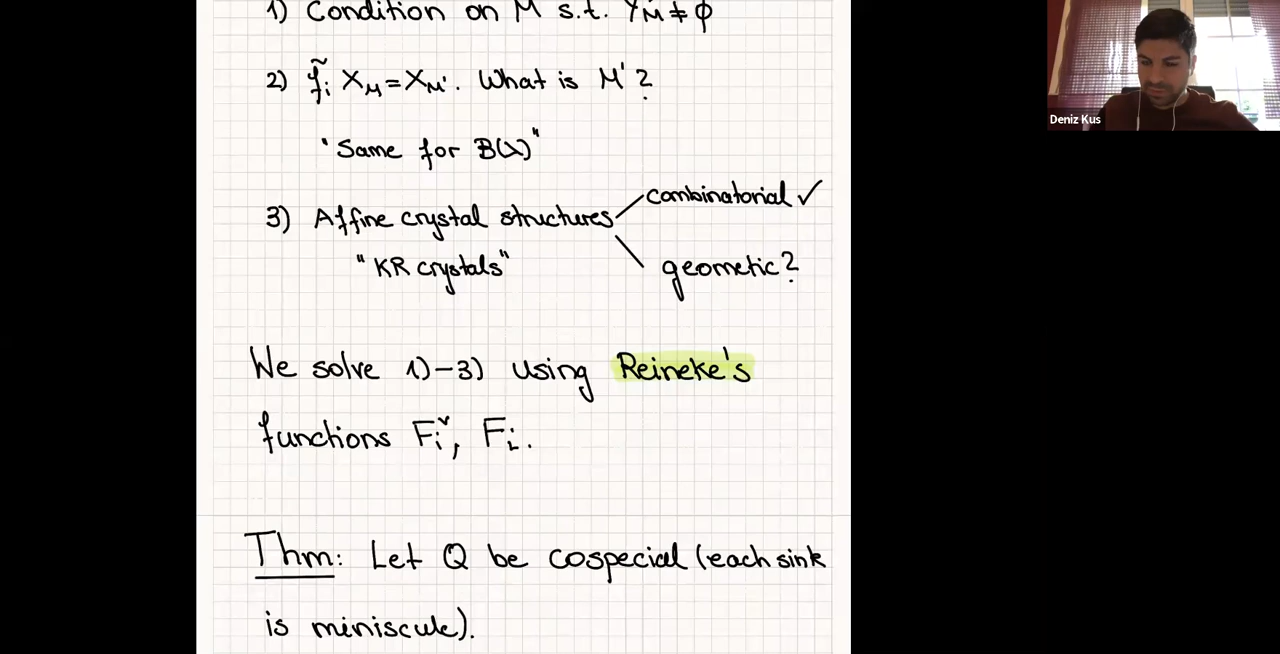 1) Condition on M s.t. Y_M ≠ ∅
2) f̃_i X_M = X_M'. What is M'?
"Same for B(λ)"
3) Affine crystal structures
combinatorial ✓
"KR crystals"
geometic?
We solve 1)-3) using Reineke's
functions F_i^v, F_i.
Thm: Let Q be cospecial (each sink
is miniscule).
Deniz Kus